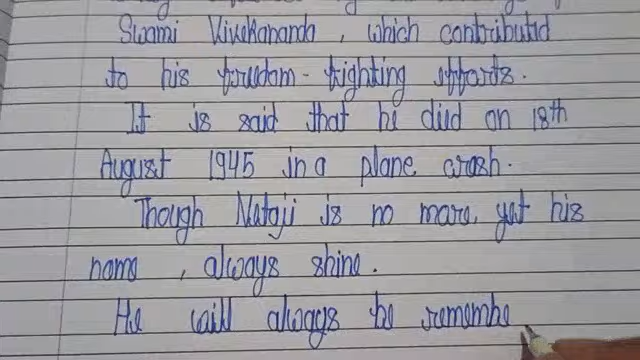 Swami Vivekananda, which contributed
to his freedom-fighting efforts.
It is said that he died on 18th
August 1945 in a plane crash.
Though Netaji is no more, yet his
name, always shine.
He will always be remembe